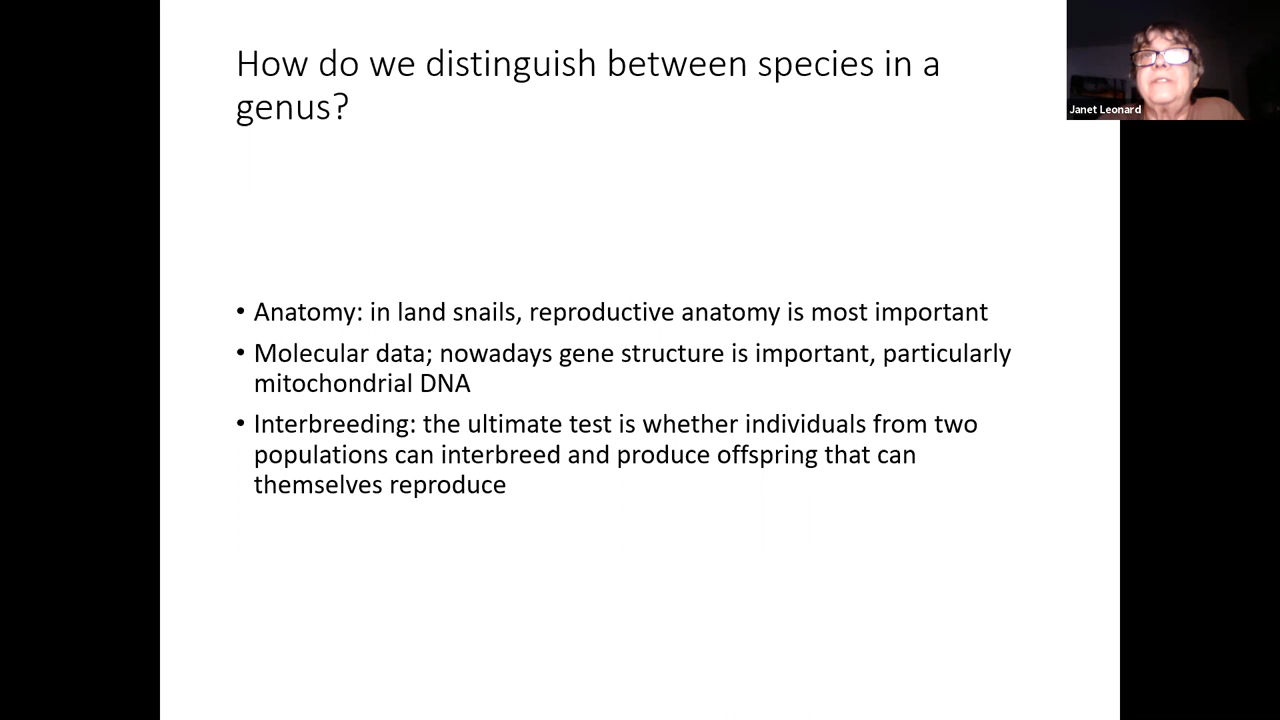 How do we distinguish between species in a
genus?
Janet Leonard
• Anatomy: in land snails, reproductive anatomy is most important
• Molecular data; nowadays gene structure is important, particularly
mitochondrial DNA
• Interbreeding: the ultimate test is whether individuals from two
populations can interbreed and produce offspring that can
themselves reproduce